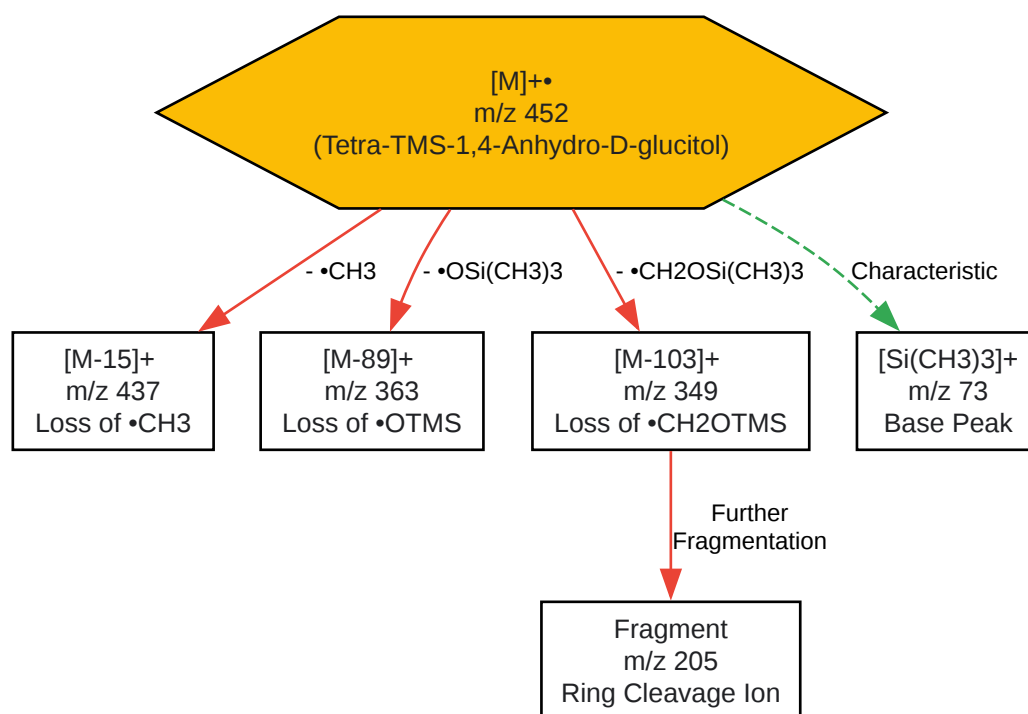 [M]+•
m/z 452
(Tetra-TMS-1,4-Anhydro-D-glucitol)
- •CH3
- •OSi(CH3)3
- •CH2OSi(CH3)3
Characteristic
[M-15]+
m/z 437
Loss of •CH3
[M-89]+
m/z 363
Loss of •OTMS
[M-103]+
m/z 349
Loss of •CH2OTMS
[Si(CH3)3]+
m/z 73
Base Peak
Further
Fragmentation
Fragment
m/z 205
Ring Cleavage Ion